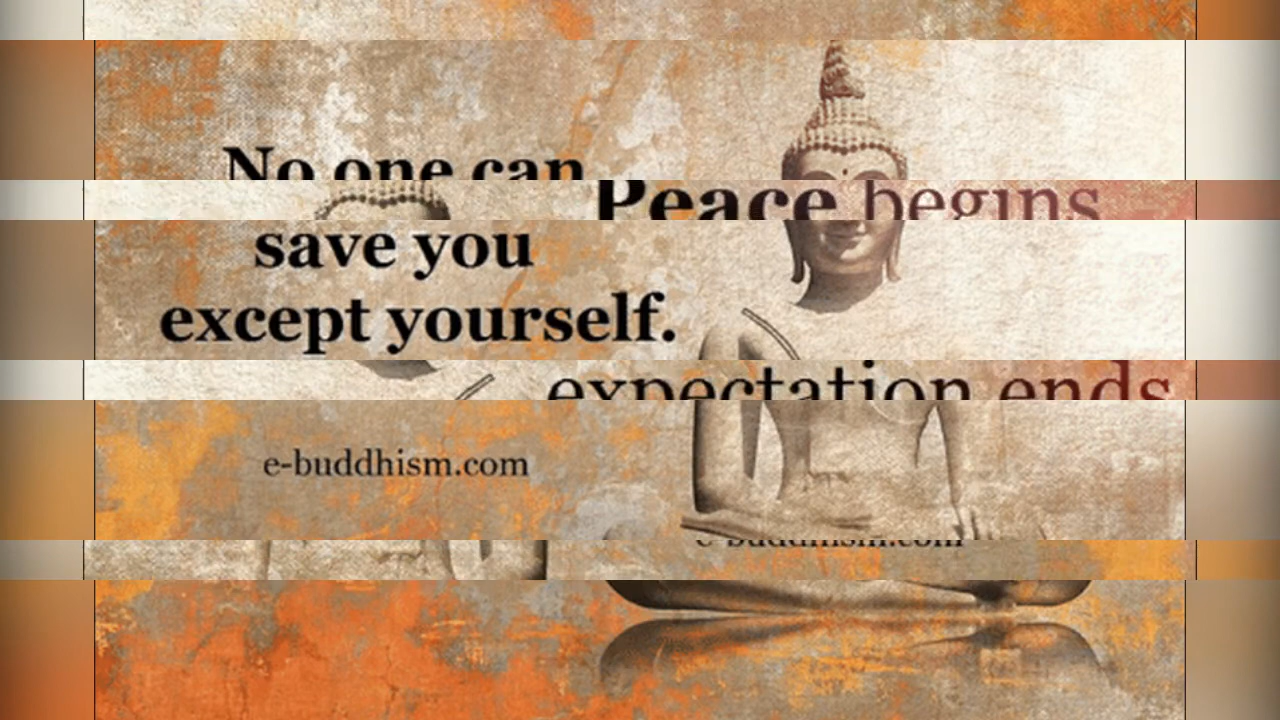 No one can
Peace begins
save you
except yourself.
expectation ends
e-buddhism.com
e-buddhism.com